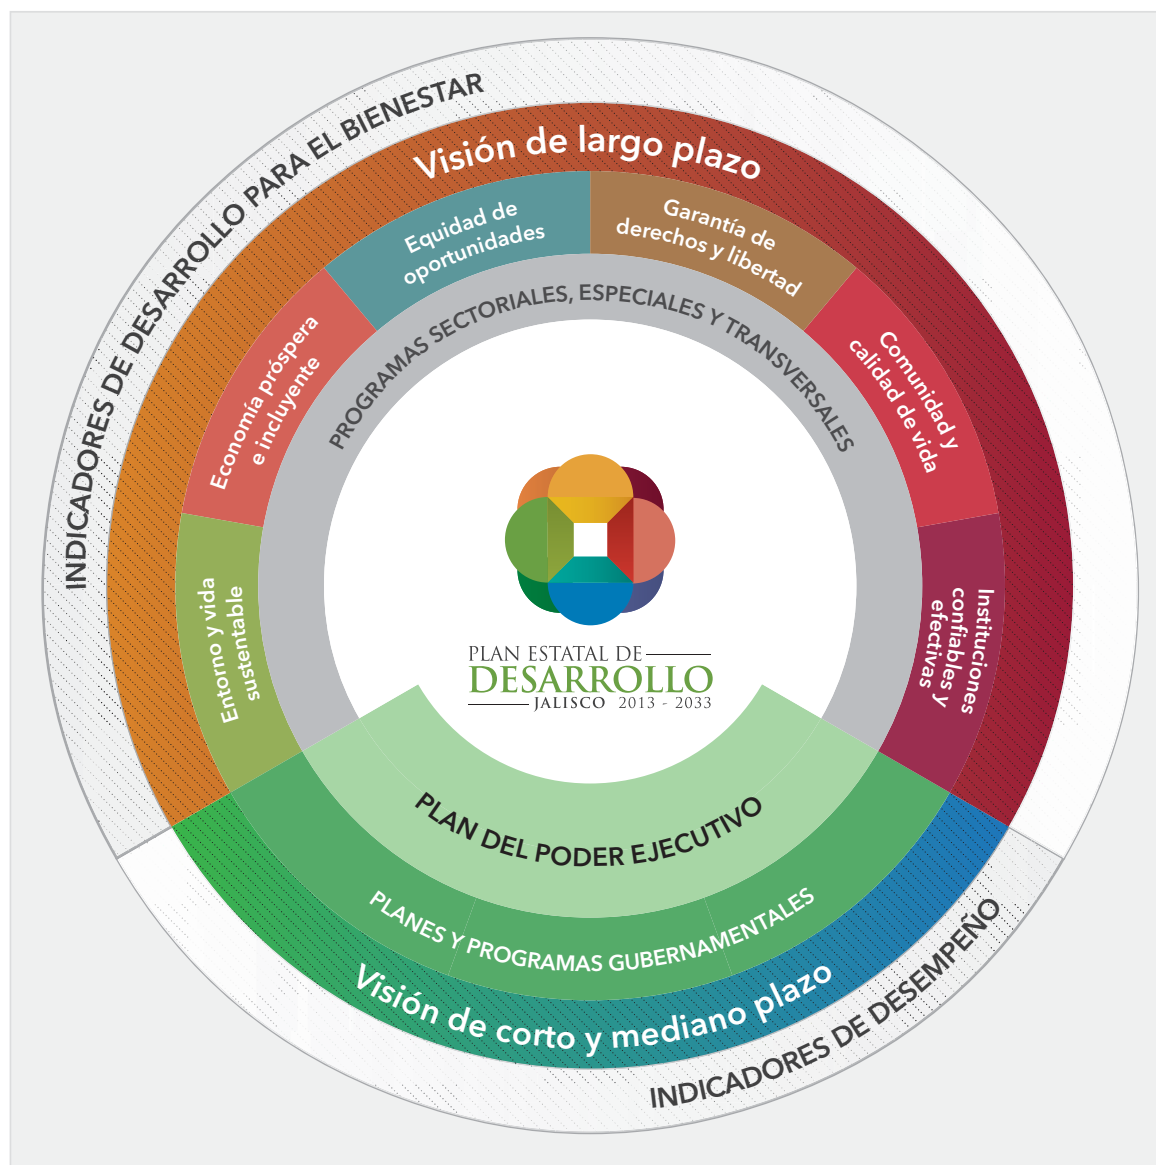 INDICADORES DE DESARROLLO PARA EL BIENESTAR
Visión de largo plazo
Entorno y vida
sustentable
Economía próspera
e incluyente
Equidad de
oportunidades
Garantía de
derechos y libertad
Comunidad y
calidad de vida
Instituciones
confiables y
efectivas
PROGRAMAS SECTORIALES, ESPECIALES Y TRANSVERSALES
PLAN ESTATAL DE
DESARROLLO
JALISCO 2013 - 2033
PLAN DEL PODER EJECUTIVO
PLANES Y PROGRAMAS GUBERNAMENTALES
Visión de corto y mediano plazo
INDICADORES DE DESEMPEÑO